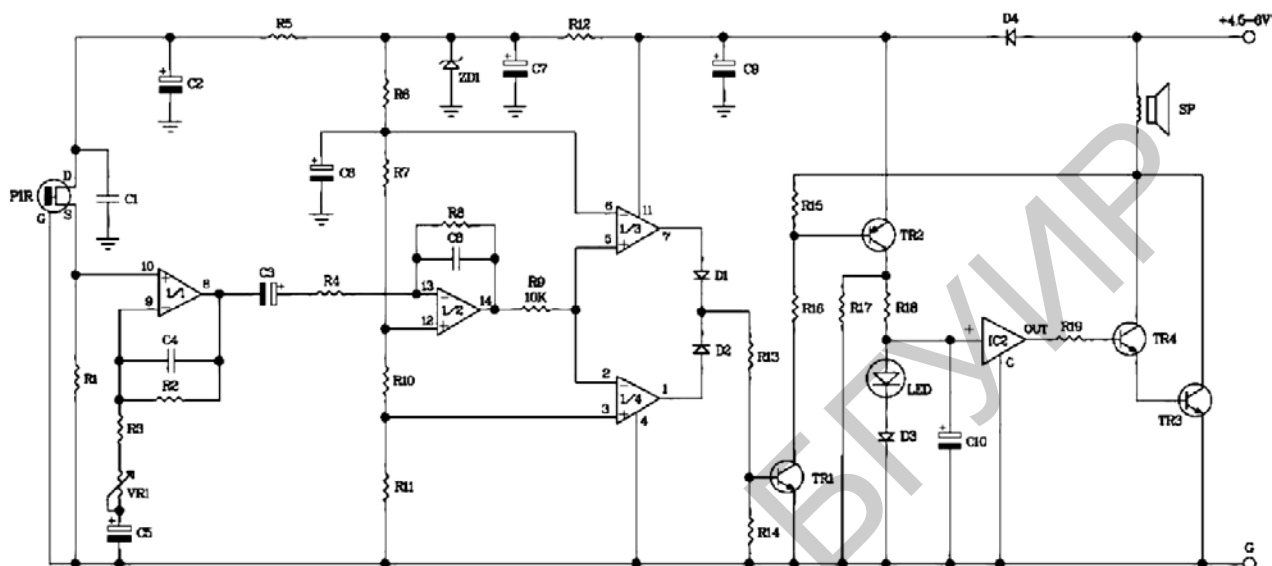 R5
R12
D4
+4.5-6V
C2
ZD1
C7
C9
R6
SP
PIR
D
G
S
C1
C6
R7
R8
C8
6
11
1/3
7
5
R15
TR2
10
1/1
8
9
C3
R4
13
1/2
14
12
R9
10K
D1
D2
R16
R17
R18
R1
C4
R2
R3
VR1
C5
R10
R11
2
1/4
1
3
4
R13
R14
TR1
LED
D3
C10
IC2
OUT
G
R19
TR4
TR3
G
БГУИР